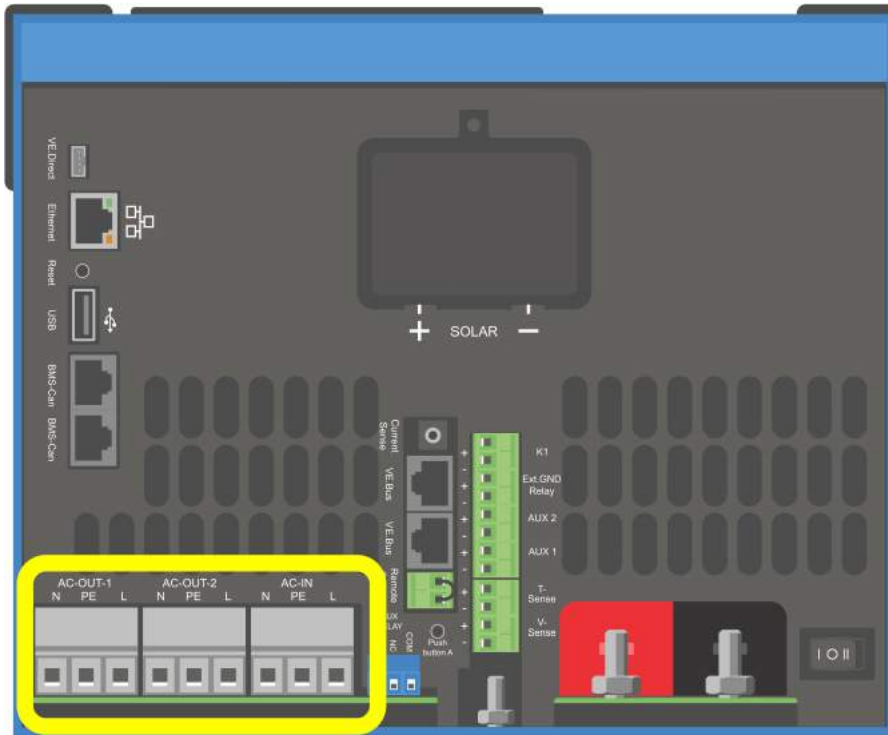 VE.Direct
Ethernet
Reset
USB
BMS-Can
BMS-Can
+ SOLAR −
Current
Sense
VE.Bus
VE.Bus
Remote
Push
button A
NC
COM
+
-
+
-
+
-
+
-
+
-
+
-
K1
Ext.GND
Relay
AUX 2
AUX 1
T-
Sense
V-
Sense
AC-OUT-1
N PE L
AC-OUT-2
N PE L
AC-IN
N PE L
I O II